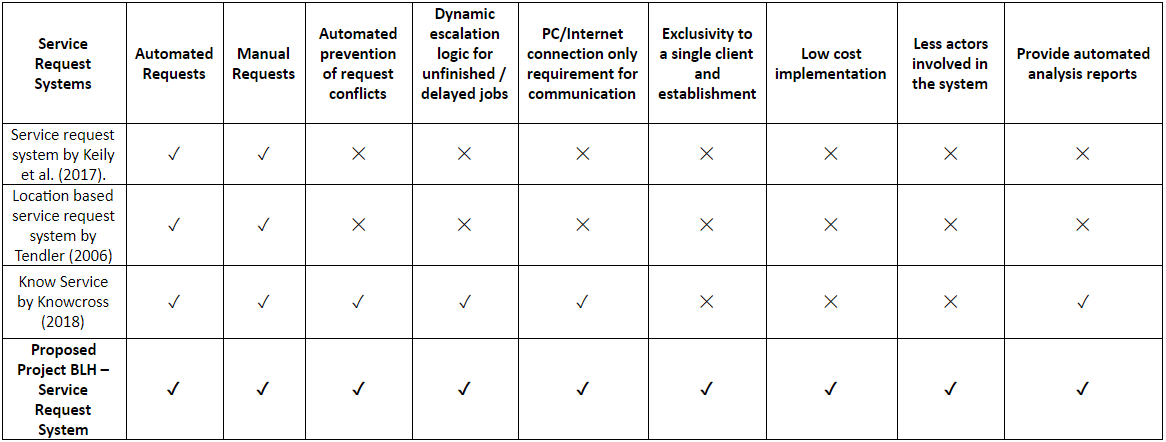 Service
Request
Systems
Automated
Requests
Manual
Requests
Automated
prevention
of request
conflicts
Dynamic
escalation
logic for
unfinished /
delayed jobs
PC/Internet
connection only
requirement for
communication
Exclusivity to
a single client
and
establishment
Low cost
implementation
Less actors
involved in
the system
Provide automated
analysis reports
Service request
system by Keily
et al. (2017).
✓ ✓ ✕ ✕ ✕ ✕ ✕ ✕ ✕
Location based
service request
system by
Tendler (2006)
✓ ✓ ✕ ✕ ✕ ✕ ✕ ✕ ✕
Know Service
by Knowcross
(2018)
✓ ✓ ✓ ✓ ✓ ✕ ✕ ✕ ✓
Proposed
Project BLH –
Service
Request
System
✓ ✓ ✓ ✓ ✓ ✓ ✓ ✓ ✓